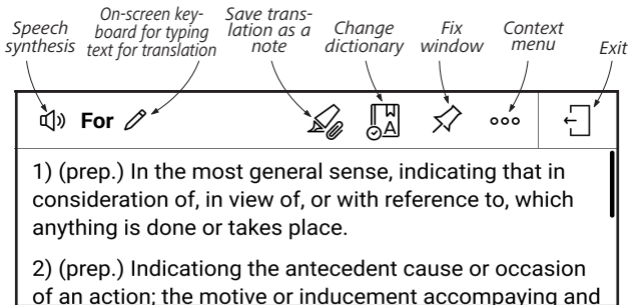 Speech
synthesis
On-screen key-
board for typing
text for translation
Save trans-
lation as a
note
Change
dictionary
Fix
window
Context
menu
Exit
For
A
1) (prep.) In the most general sense, indicating that in
consideration of, in view of, or with reference to, which
anything is done or takes place.
2) (prep.) Indicationg the antecedent cause or occasion
of an action; the motive or inducement accompaying and